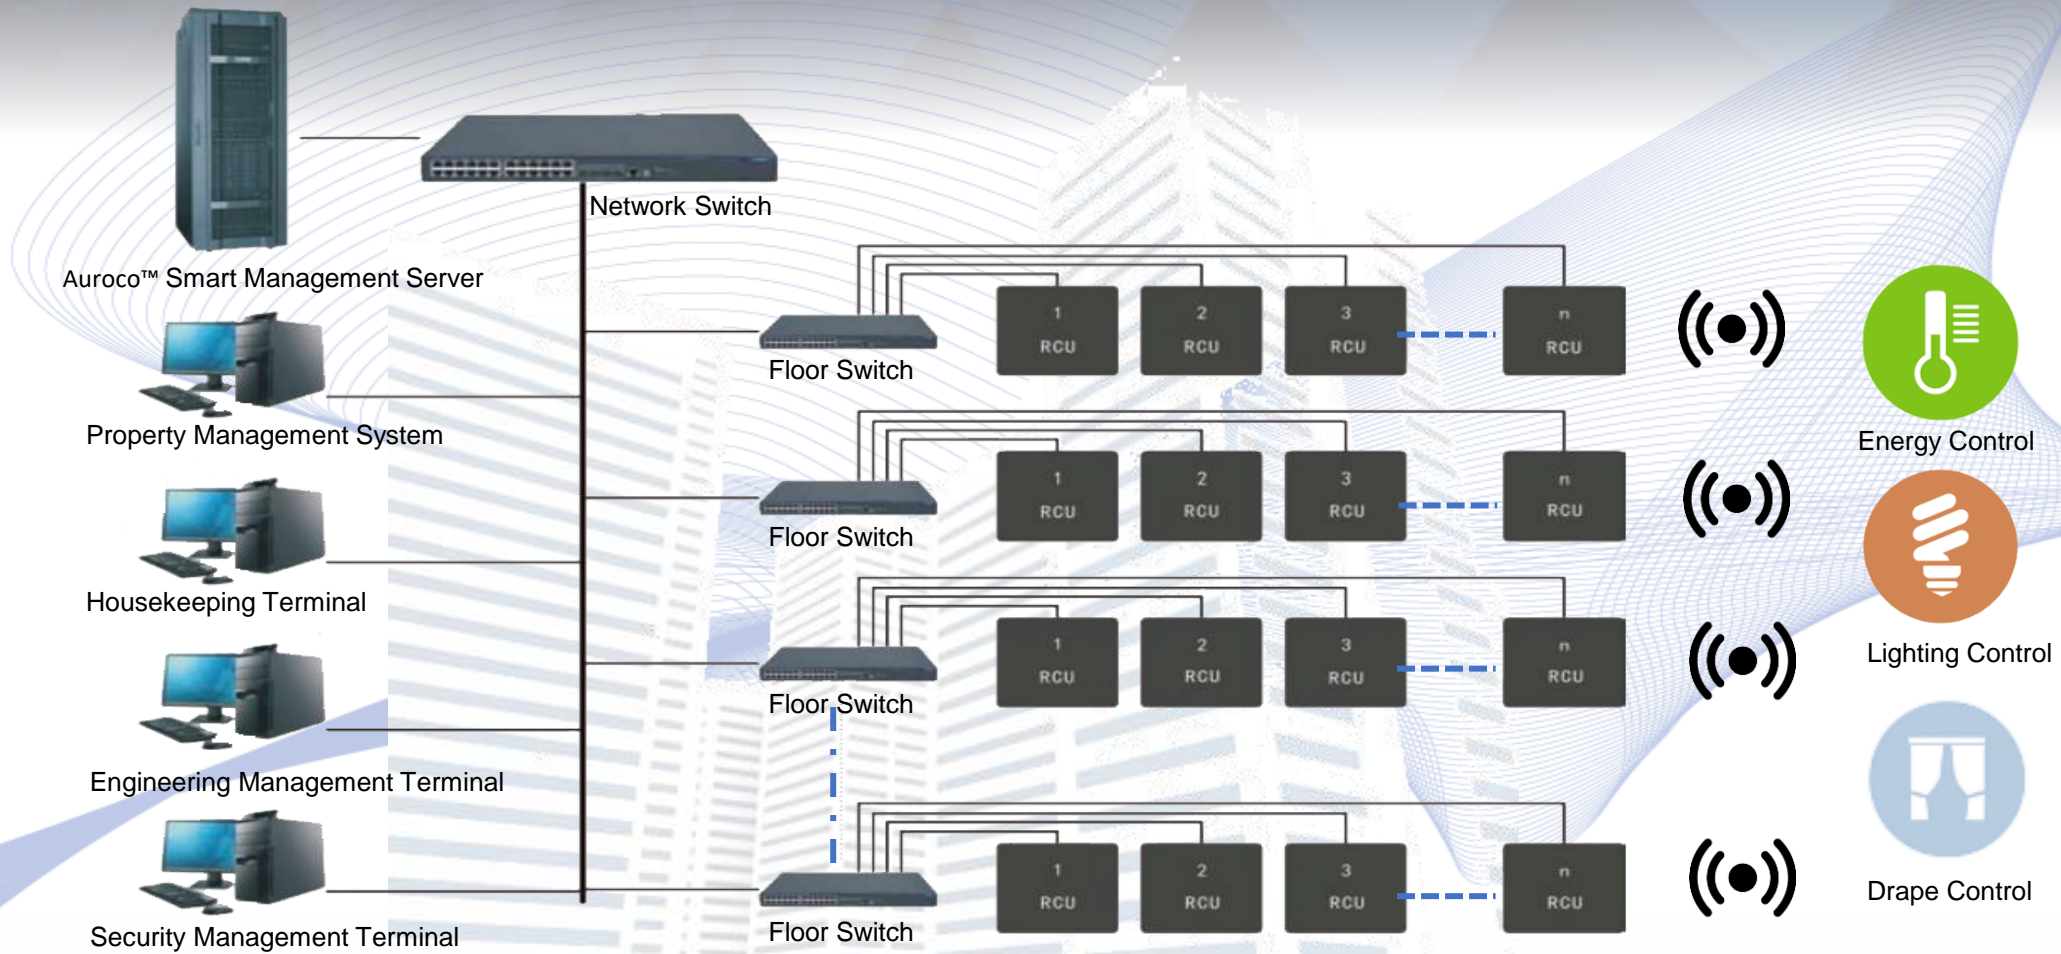 Network Switch
Auroco™ Smart Management Server
1
RCU
2
RCU
3
RCU
n
RCU
Floor Switch
Property Management System
Energy Control
1
RCU
2
RCU
3
RCU
n
RCU
Floor Switch
Housekeeping Terminal
Lighting Control
1
RCU
2
RCU
3
RCU
n
RCU
Floor Switch
Engineering Management Terminal
1
RCU
2
RCU
3
RCU
n
RCU
Drape Control
Floor Switch
Security Management Terminal